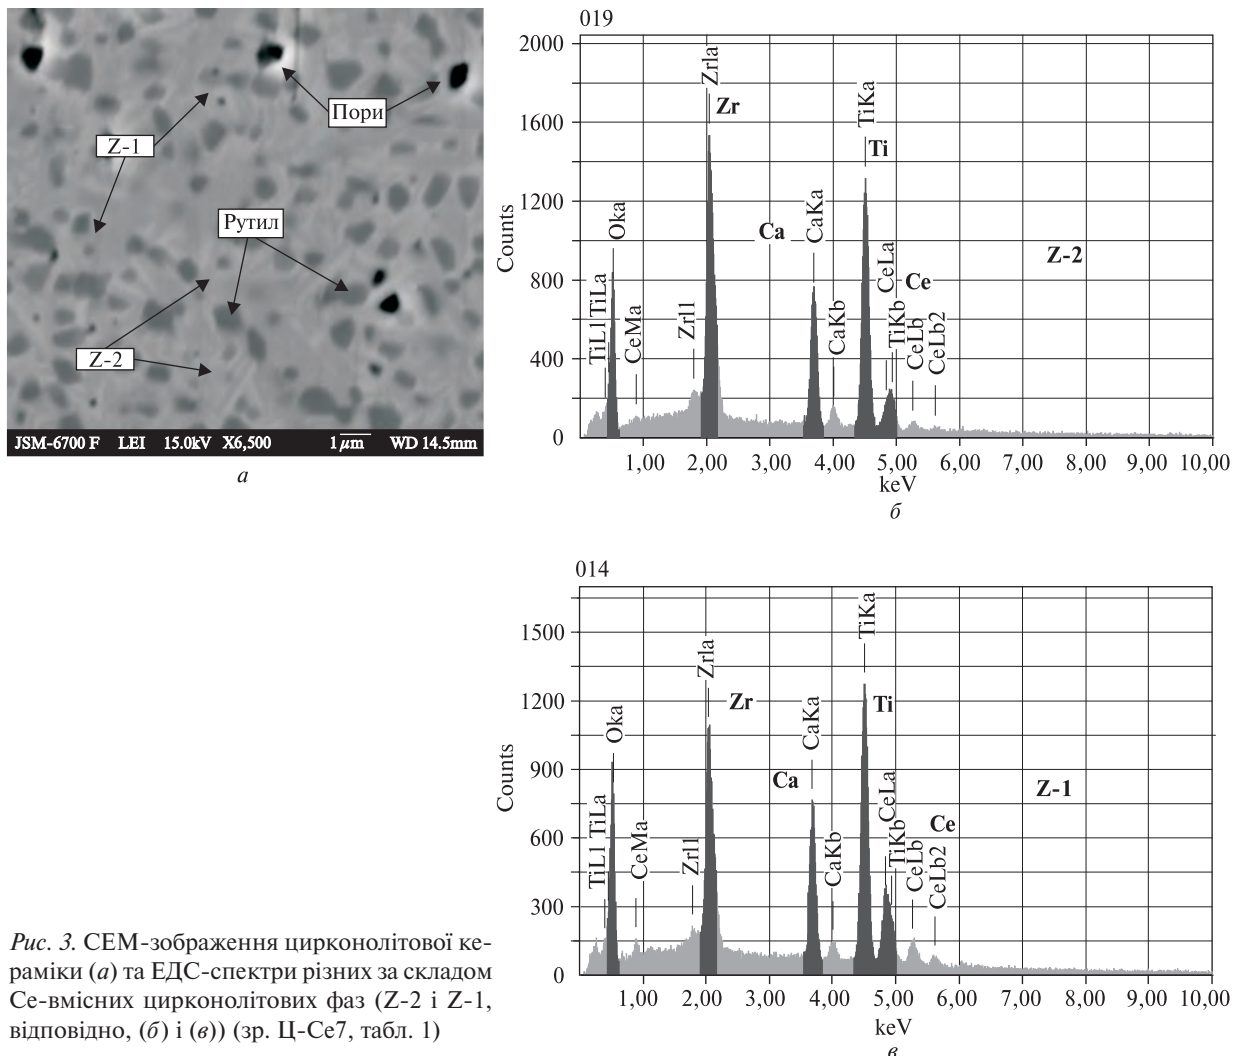 Пори
Z-1
Рутил
Z-2
JSM-6700 F LEI 15.0kV X6,500 1 µm WD 14.5mm
а
019
2000
1600
1200
800
400
0
Counts
TiL1 TiLa
Oka
CeMa
Zrl1
Zrla
Zr
Ca
CaKa
CaKb
TiKa
Ti
CeLa
TiKb
Ce
CeLb
CeLb2
Z-2
1,00 2,00 3,00 4,00 5,00 6,00 7,00 8,00 9,00 10,00
keV
б
014
1500
1200
900
600
300
0
Counts
TiL1 TiLa
Oka
CeMa
Zrl1
Zrla
Zr
Ca
CaKa
CaKb
TiKa
Ti
CeLa
TiKb
Ce
CeLb
CeLb2
Z-1
1,00 2,00 3,00 4,00 5,00 6,00 7,00 8,00 9,00 10,00
keV
в
Рис. 3. СЕМ-зображення цирконолітової ке-
раміки (а) та ЕДС-спектри різних за складом
Се-вмісних цирконолітових фаз (Z-2 і Z-1,
відповідно, (б) і (в)) (зр. Ц-Се7, табл. 1)